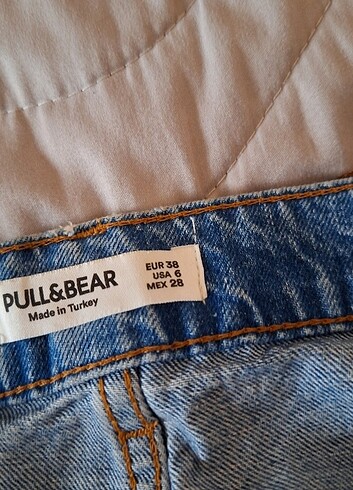 PULL&BEAR
Made in Turkey
EUR 38
USA 6
MEX 28